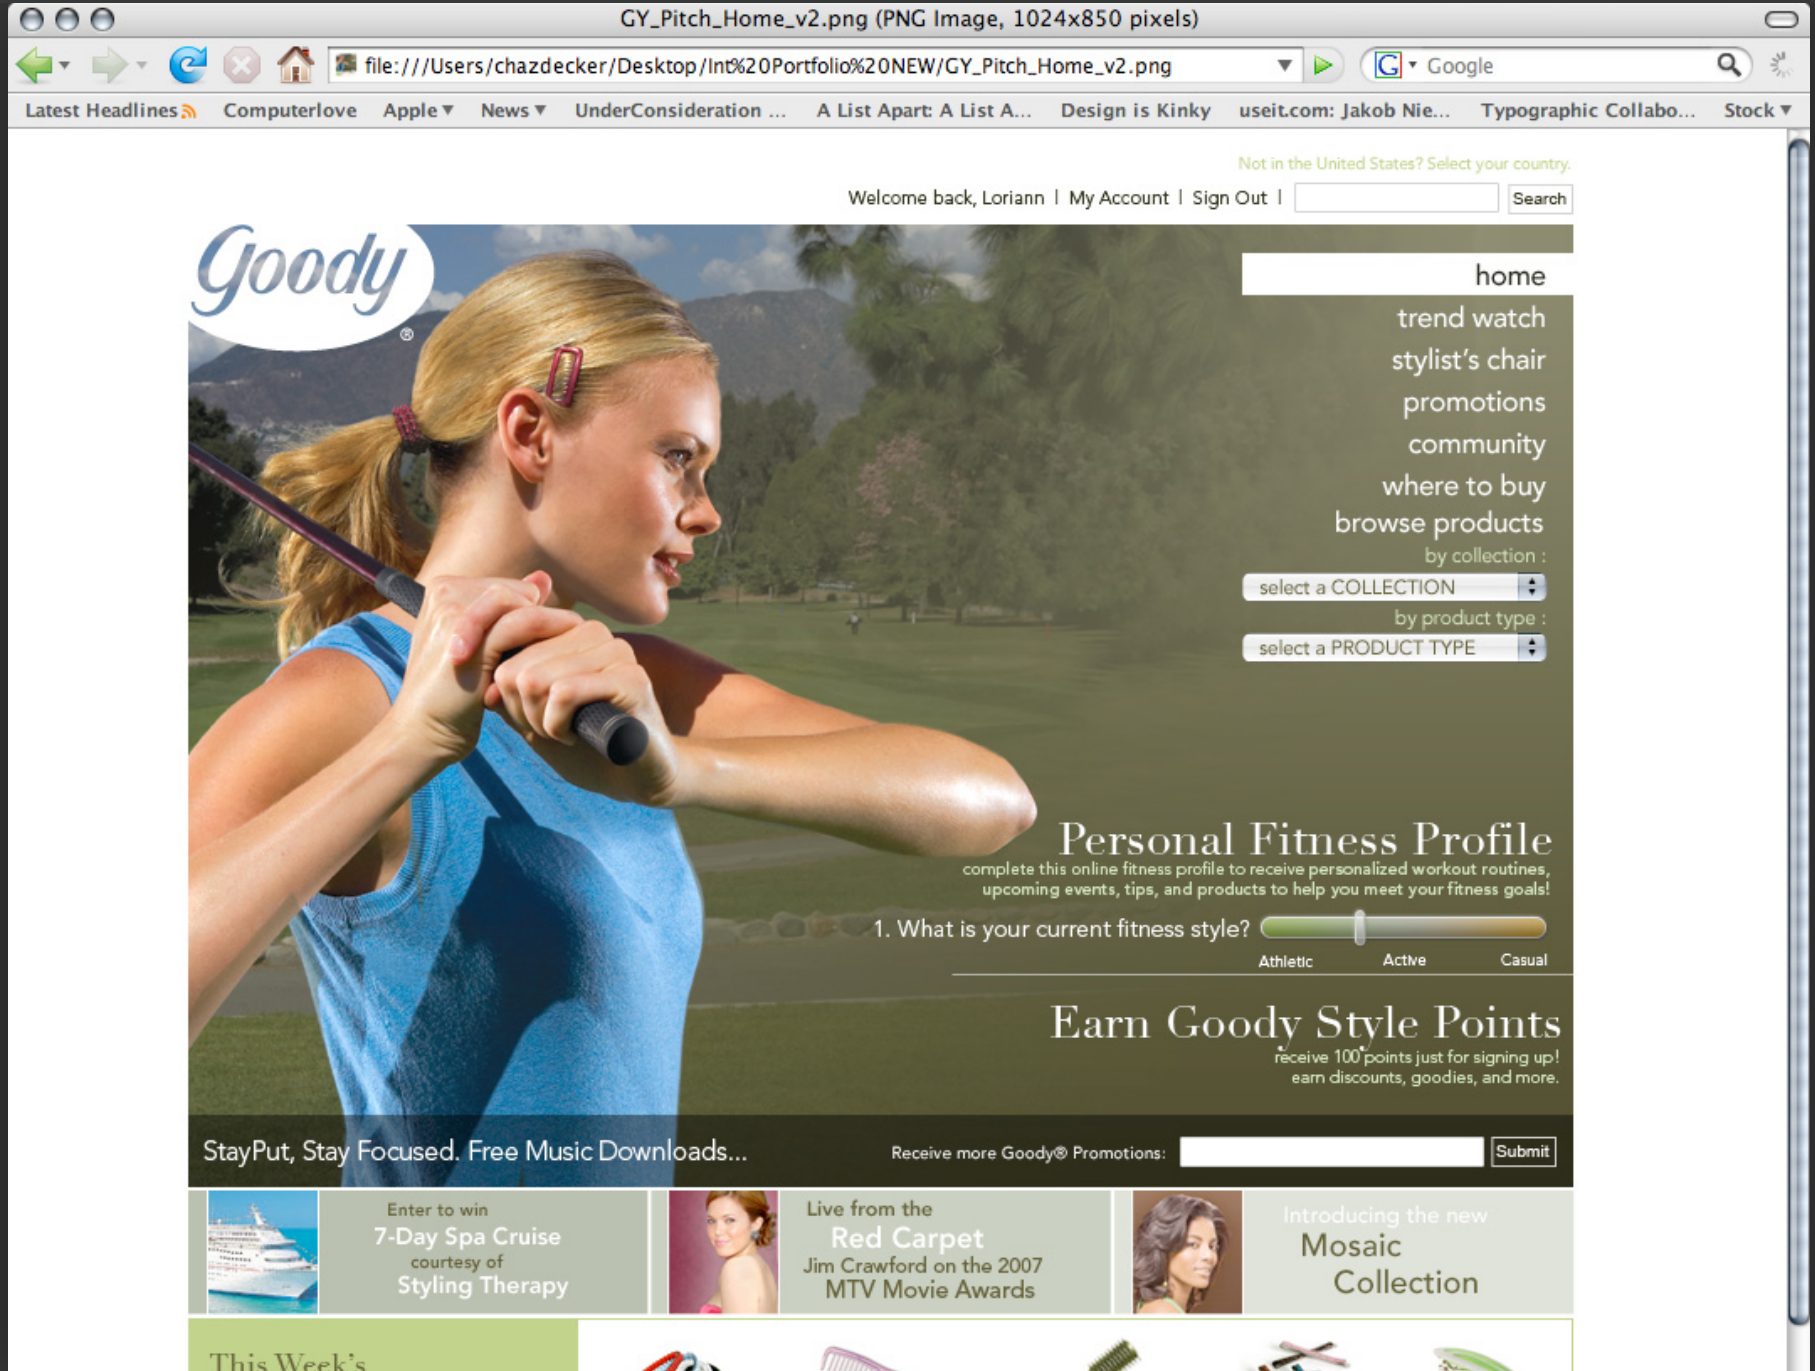 GY_Pitch_Home_v2.png (PNG Image, 1024x850 pixels)
file:///Users/chazdecker/Desktop/Int%20Portfolio%20NEW/GY_Pitch_Home_v2.png
G Google
Latest Headlines Computerlove Apple News UnderConsideration ... A List Apart: A List A... Design is Kinky useit.com: Jakob Nie... Typographic Collabo... Stock
Not in the United States? Select your country.
Welcome back, Loriann | My Account | Sign Out | Search
Goody ®
home
trend watch
stylist's chair
promotions
community
where to buy
browse products
by collection :
select a COLLECTION
by product type :
select a PRODUCT TYPE
Personal Fitness Profile
complete this online fitness profile to receive personalized workout routines,
upcoming events, tips, and products to help you meet your fitness goals!
1. What is your current fitness style?
Athletic Active Casual
Earn Goody Style Points
receive 100 points just for signing up!
earn discounts, goodies, and more.
StayPut, Stay Focused. Free Music Downloads... Receive more Goody® Promotions: Submit
Enter to win
7-Day Spa Cruise
courtesy of
Styling Therapy
Live from the
Red Carpet
Jim Crawford on the 2007
MTV Movie Awards
Introducing the new
Mosaic
Collection
This Week's